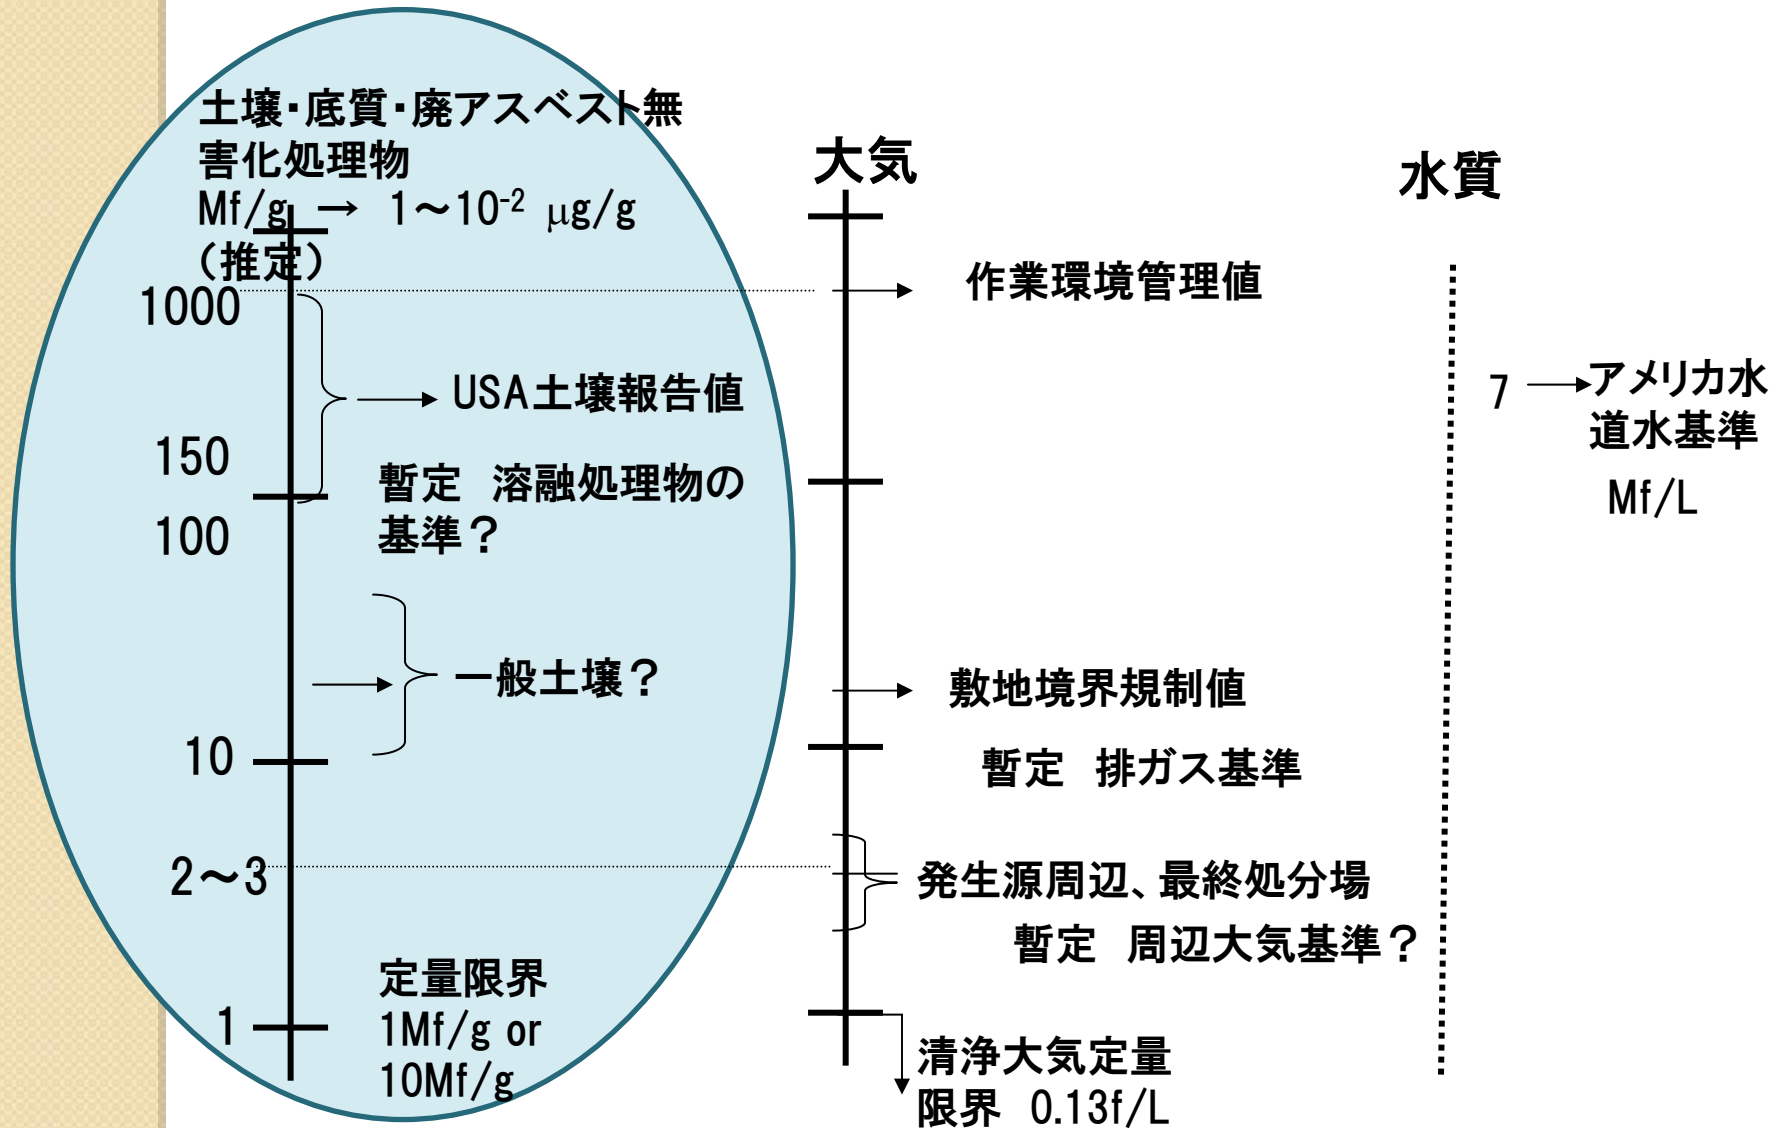 土壌・底質・廃アスベスト無
害化処理物
Mf/g → 1～10-2 μg/g
（推定）
1000
USA土壌報告値
150
暫定　溶融処理物の
基準？
100
一般土壌？
10
2～3
定量限界
1Mf/g or
10Mf/g
1
大気
作業環境管理値
敷地境界規制値
暫定　排ガス基準
発生源周辺、最終処分場
暫定　周辺大気基準？
清浄大気定量
限界　0.13f/L
水質
7
アメリカ水
道水基準
Mf/L